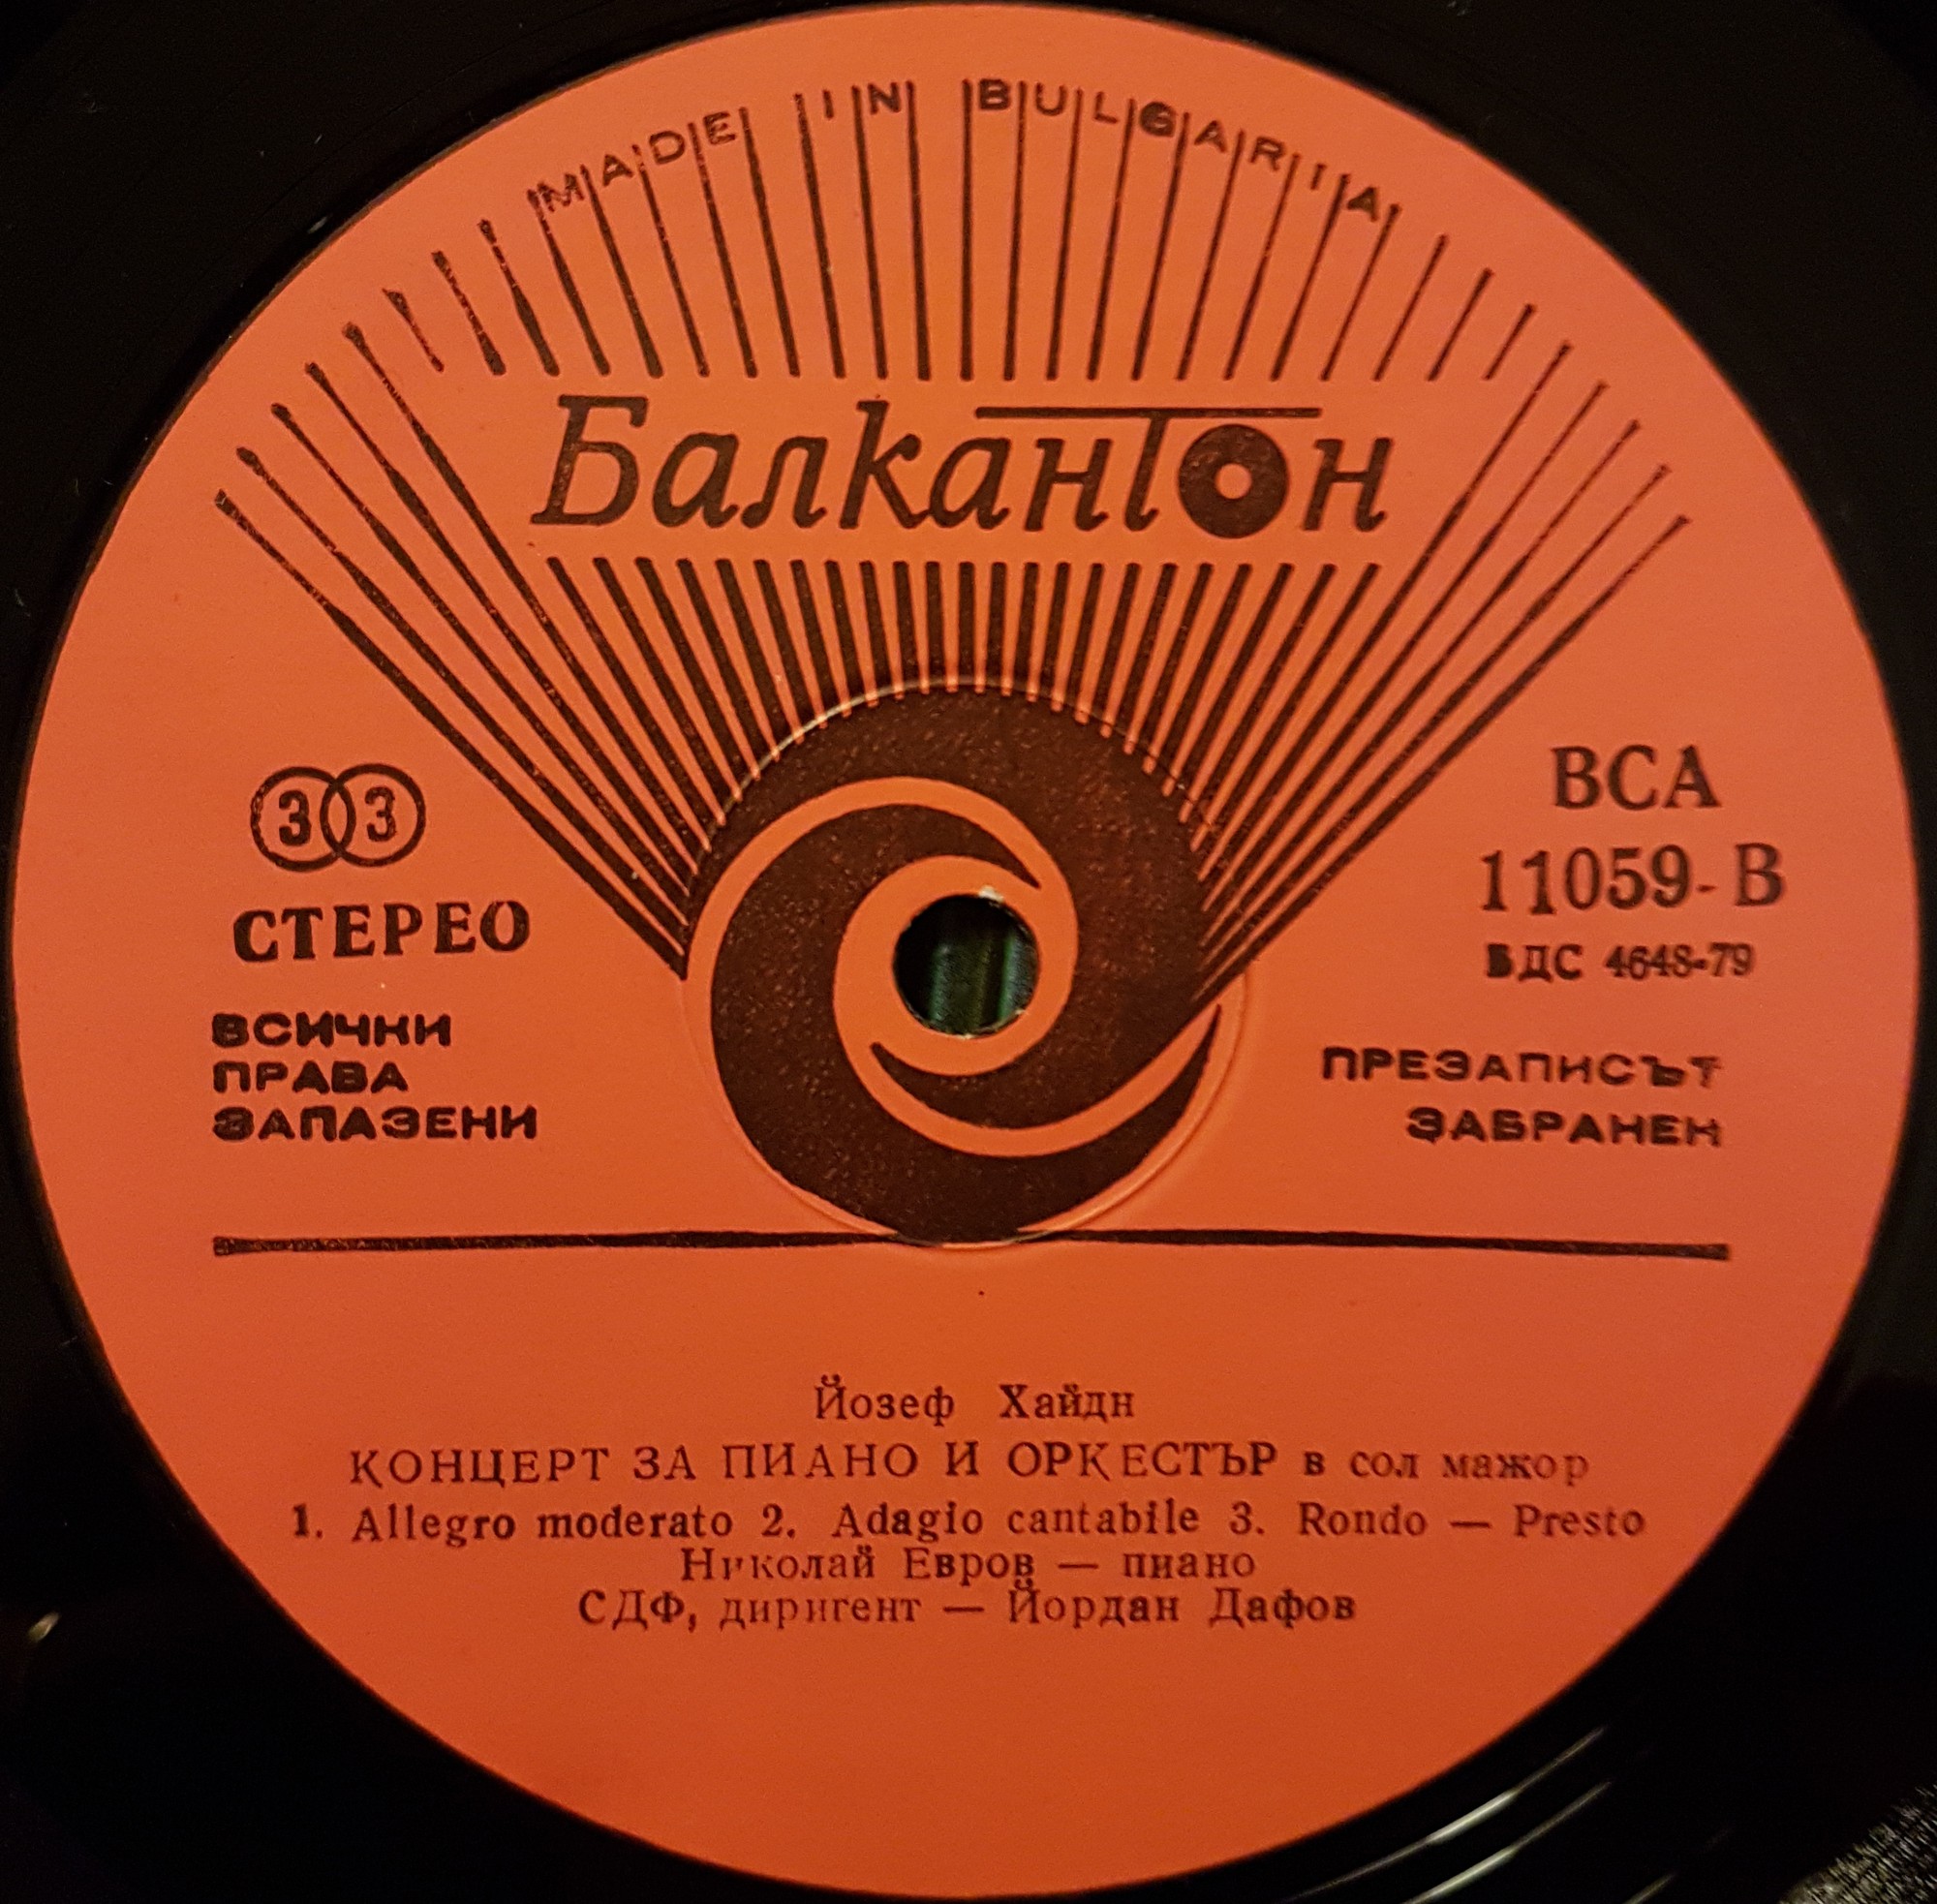 MADE IN BULGARIA
Балкантон
33
СТЕРЕО
ВСИЧКИ
ПРАВА
ЗАПАЗЕНИ
ВСА
11059-В
БДС 4648-79
ПРЕЗАПИСЪТ
ЗАБРАНЕН
Йозеф Хайдн
КОНЦЕРТ ЗА ПИАНО И ОРКЕСТЪР в сол мажор
1. Allegro moderato 2. Adagio cantabile 3. Rondo — Presto
Николай Евров — пиано
СДФ, диригент — Йордан Дафов